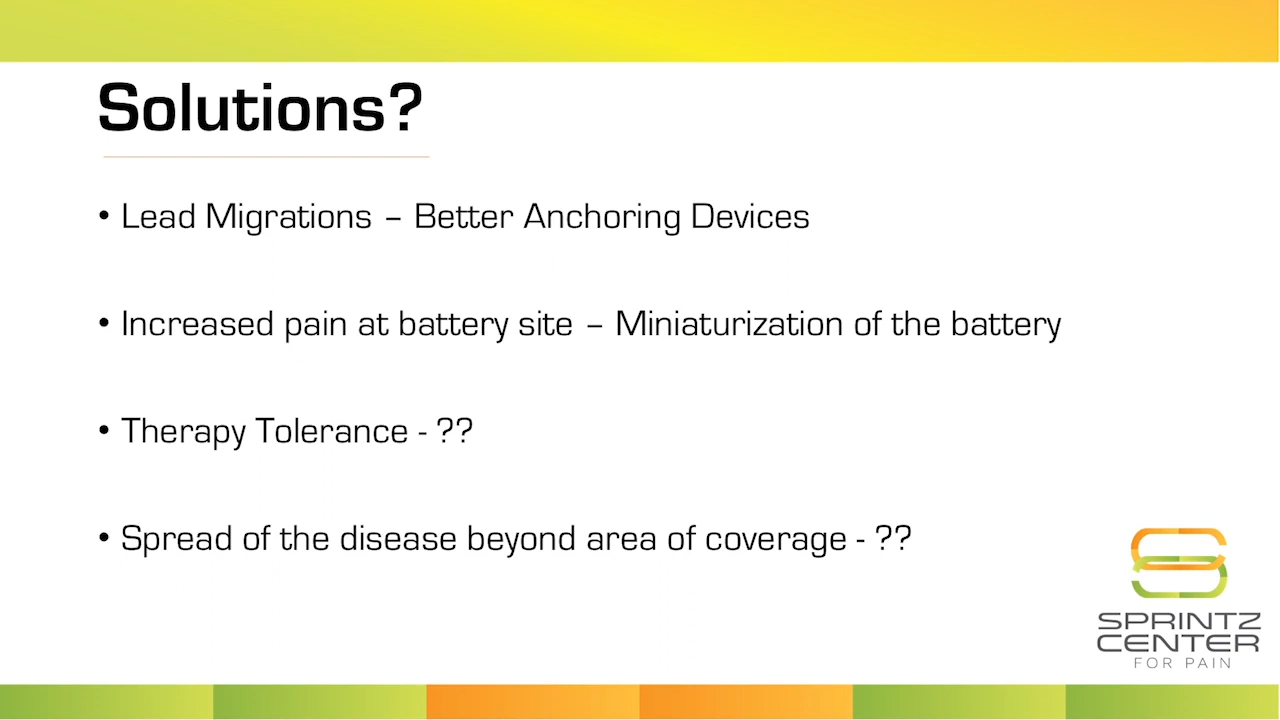 Solutions?
• Lead Migrations – Better Anchoring Devices
• Increased pain at battery site – Miniaturization of the battery
• Therapy Tolerance - ??
• Spread of the disease beyond area of coverage - ??
SPRINTZ
CENTER
FOR PAIN